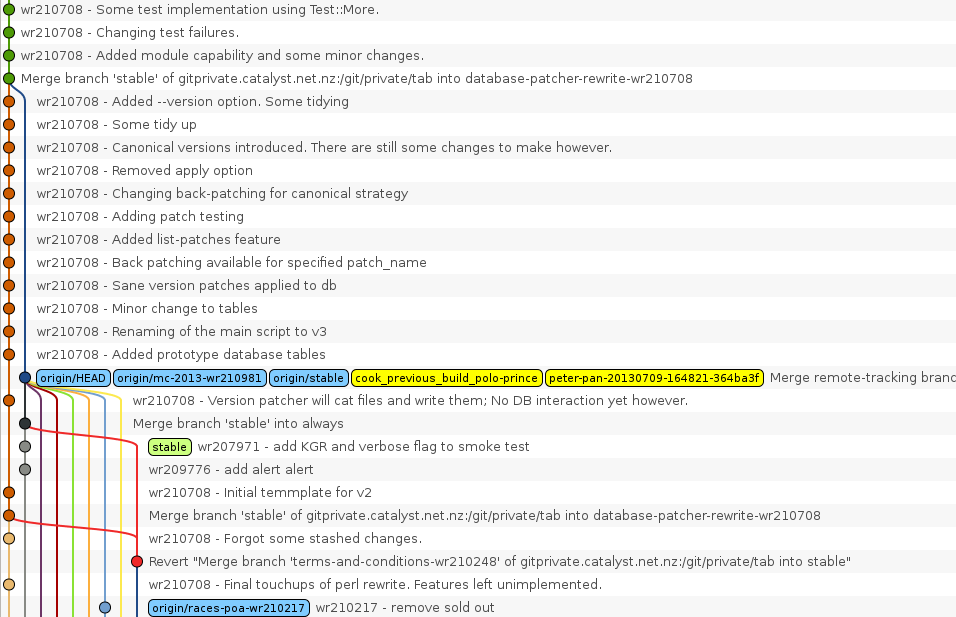 wr210708 - Some test implementation using Test::More.
wr210708 - Changing test failures.
wr210708 - Added module capability and some minor changes.
Merge branch 'stable' of gitprivate.catalyst.net.nz:/git/private/tab into database-patcher-rewrite-wr210708
wr210708 - Added --version option. Some tidying
wr210708 - Some tidy up
wr210708 - Canonical versions introduced. There are still some changes to make however.
wr210708 - Removed apply option
wr210708 - Changing back-patching for canonical strategy
wr210708 - Adding patch testing
wr210708 - Added list-patches feature
wr210708 - Back patching available for specified patch_name
wr210708 - Sane version patches applied to db
wr210708 - Minor change to tables
wr210708 - Renaming of the main script to v3
wr210708 - Added prototype database tables
origin/HEAD origin/mc-2013-wr210981 origin/stable cook_previous_build_polo-prince peter-pan-20130709-164821-364ba3f Merge remote-tracking branc
wr210708 - Version patcher will cat files and write them; No DB interaction yet however.
Merge branch 'stable' into always
stable wr207971 - add KGR and verbose flag to smoke test
wr209776 - add alert alert
wr210708 - Initial temmplate for v2
Merge branch 'stable' of gitprivate.catalyst.net.nz:/git/private/tab into database-patcher-rewrite-wr210708
wr210708 - Forgot some stashed changes.
Revert "Merge branch 'terms-and-conditions-wr210248' of gitprivate.catalyst.net.nz:/git/private/tab into stable"
wr210708 - Final touchups of perl rewrite. Features left unimplemented.
origin/races-poa-wr210217 wr210217 - remove sold out